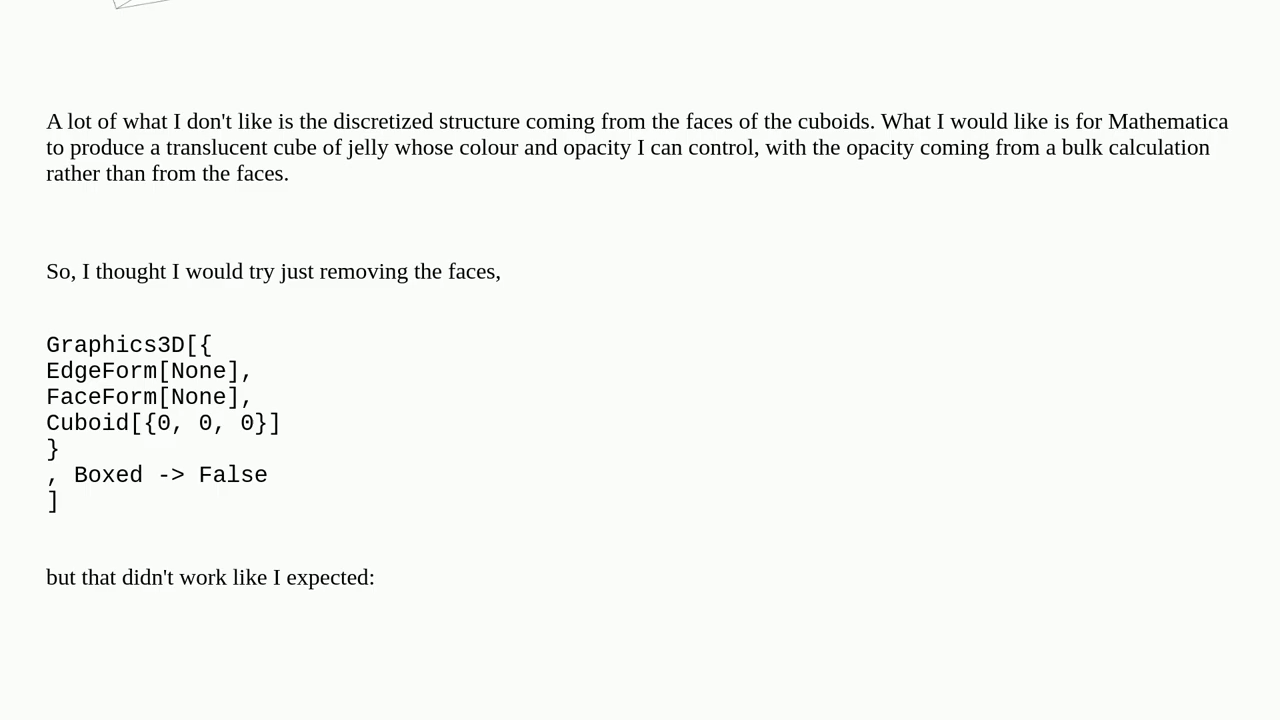 A lot of what I don't like is the discretized structure coming from the faces of the cuboids. What I would like is for Mathematica
to produce a translucent cube of jelly whose colour and opacity I can control, with the opacity coming from a bulk calculation
rather than from the faces.
So, I thought I would try just removing the faces,
Graphics3D[{
EdgeForm[None],
FaceForm[None],
Cuboid[{0, 0, 0}]
}
, Boxed -> False
]
but that didn't work like I expected: